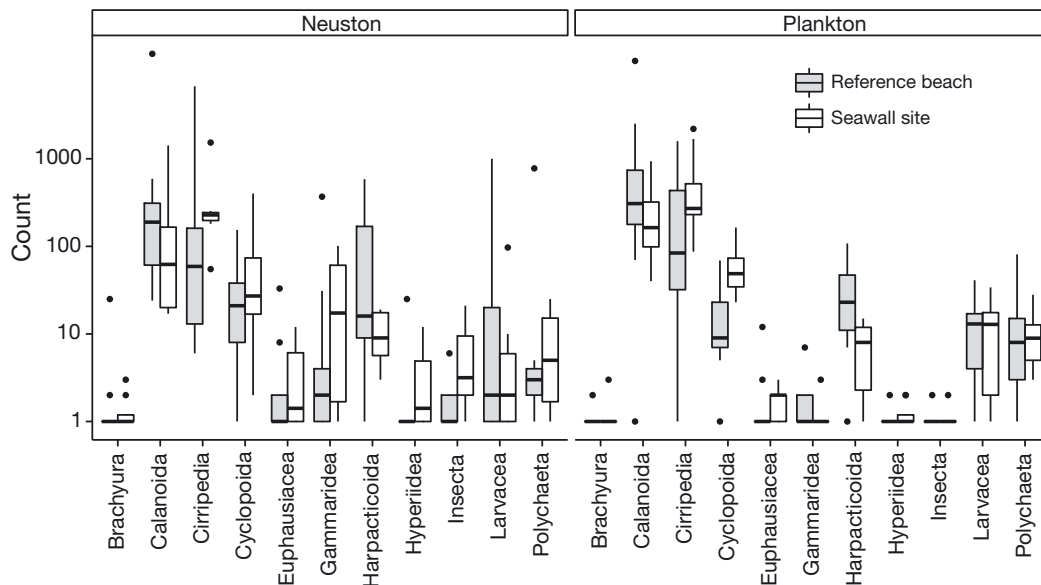 Neuston
Plankton
Reference beach
Seawall site
Count
1000
100
10
1
Brachyura
Calanoida
Cirripedia
Cyclopoida
Euphausiacea
Gammaridea
Harpacticoida
Hyperiidea
Insecta
Larvacea
Polychaeta
Brachyura
Calanoida
Cirripedia
Cyclopoida
Euphausiacea
Gammaridea
Harpacticoida
Hyperiidea
Insecta
Larvacea
Polychaeta